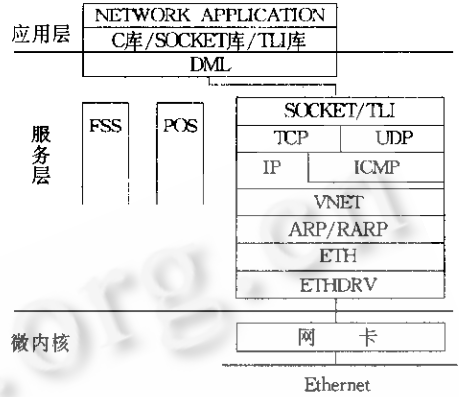 应用层
NETWORK APPLICATION
C库/SOCKET库/TLI库
DML
服务层
FSS
POS
SOCKET/TLI
TCP UDP
IP ICMP
VNET
ARP/RARP
ETH
ETHDRV
微内核
网 卡
Ethernet
.org.cn